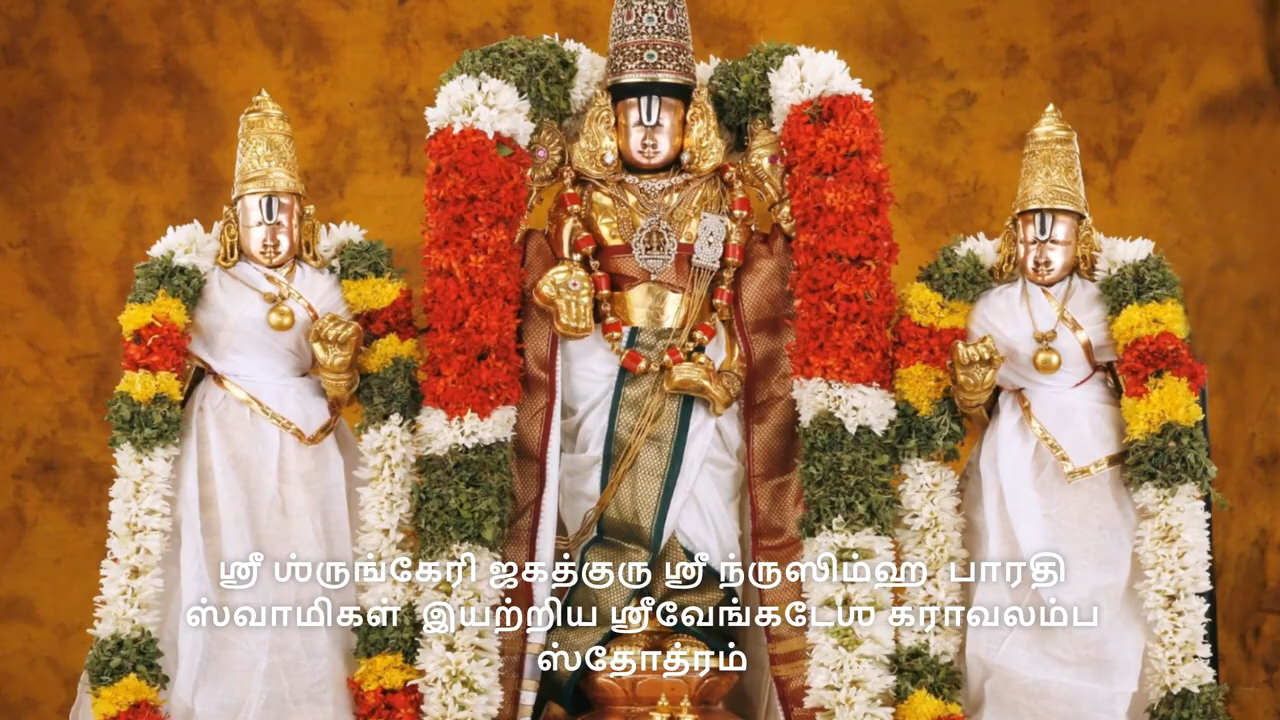 ஸ்ரீ ஶ்ருங்கேரி ஜகத்குரு ஸ்ரீ ந்ருஸிம்ஹ பாரதி
ஸ்வாமிகள் இயற்றிய ஸ்ரீவேங்கடேஶ கராவலம்ப
ஸ்தோத்ரம்